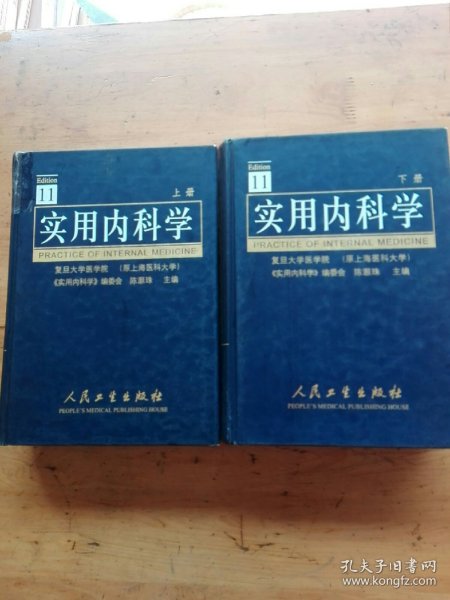 Edition
11
上册
实用内科学
PRACTICE OF INTERNAL MEDICINE
复旦大学医学院 (原上海医科大学)
《实用内科学》编委会 陈灏珠 主编
人民卫生出版社
PEOPLE'S MEDICAL PUBLISHING HOUSE
Edition
11
下册
实用内科学
PRACTICE OF INTERNAL MEDICINE
复旦大学医学院 (原上海医科大学)
《实用内科学》编委会 陈灏珠 主编
人民卫生出版社
PEOPLE'S MEDICAL PUBLISHING HOUSE
孔夫子旧书网
www.kongfz.com